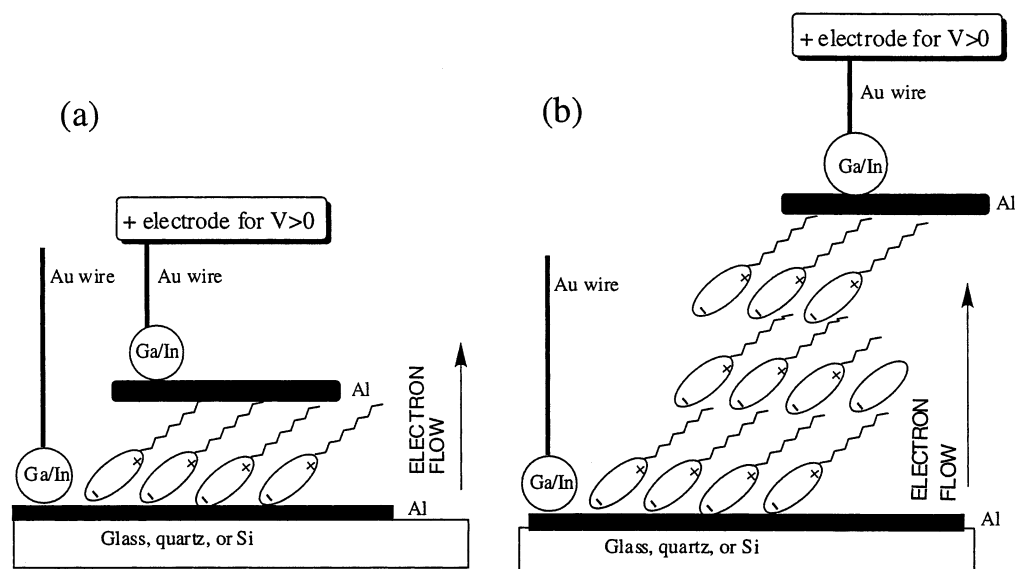 (a)
+ electrode for V>0
Au wire
Au wire
Ga/In
Al
ELECTRON
FLOW
Ga/In
Al
Glass, quartz, or Si
(b)
+ electrode for V>0
Au wire
Ga/In
Al
Au wire
ELECTRON
FLOW
Ga/In
Al
Glass, quartz, or Si